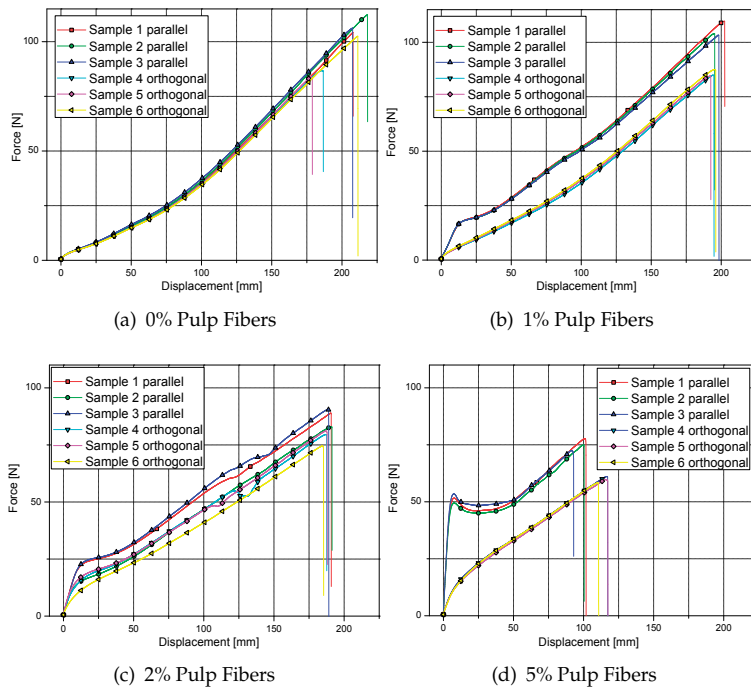 Sample 1 parallel
Sample 2 parallel
Sample 3 parallel
Sample 4 orthogonal
Sample 5 orthogonal
Sample 6 orthogonal
100
50
0
Force [N]
0 50 100 150 200
Displacement [mm]
(a) 0% Pulp Fibers
Sample 1 parallel
Sample 2 parallel
Sample 3 parallel
Sample 4 orthogonal
Sample 5 orthogonal
Sample 6 orthogonal
100
50
0
Force [N]
0 50 100 150 200
Displacement [mm]
(b) 1% Pulp Fibers
Sample 1 parallel
Sample 2 parallel
Sample 3 parallel
Sample 4 orthogonal
Sample 5 orthogonal
Sample 6 orthogonal
100
50
0
Force [N]
0 50 100 150 200
Displacement [mm]
(c) 2% Pulp Fibers
Sample 1 parallel
Sample 2 parallel
Sample 3 parallel
Sample 4 orthogonal
Sample 5 orthogonal
Sample 6 orthogonal
100
50
0
Force [N]
0 50 100 150 200
Displacement [mm]
(d) 5% Pulp Fibers